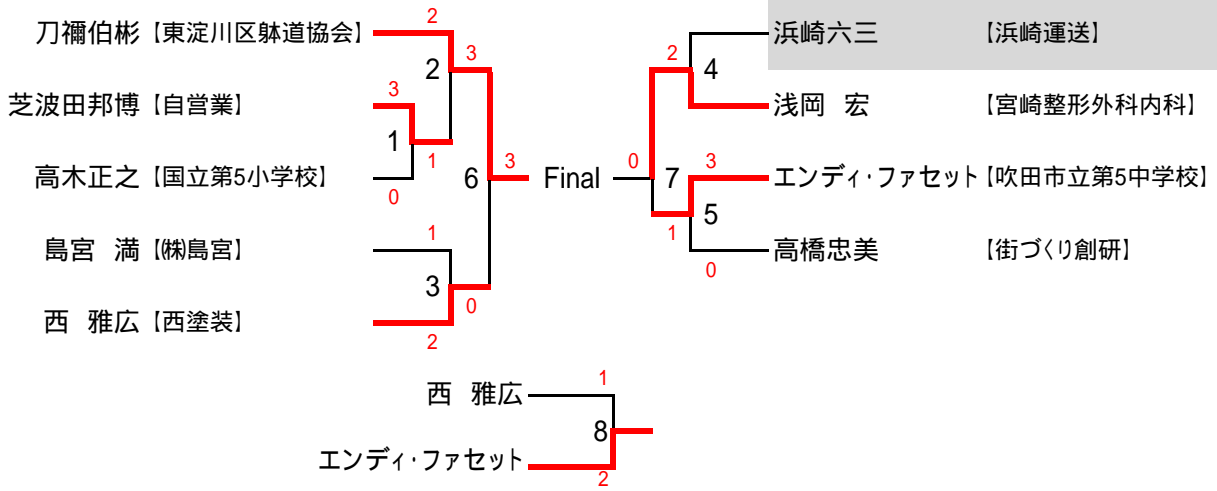 刀禰伯彬【東淀川区躰道協会】
2
2
3
芝波田邦博【自営業】
3
1
1
高木正之【国立第5小学校】
0
6
3
島宮 満【㈱島宮】
1
3
0
西 雅広【西塗装】
2
Final
浜崎六三【浜崎運送】
2
4
浅岡 宏【宮崎整形外科内科】
0
7
3
エンディ・ファセット【吹田市立第5中学校】
1
5
高橋忠美【街づくり創研】
0
西 雅広
1
8
エンディ・ファセット
2